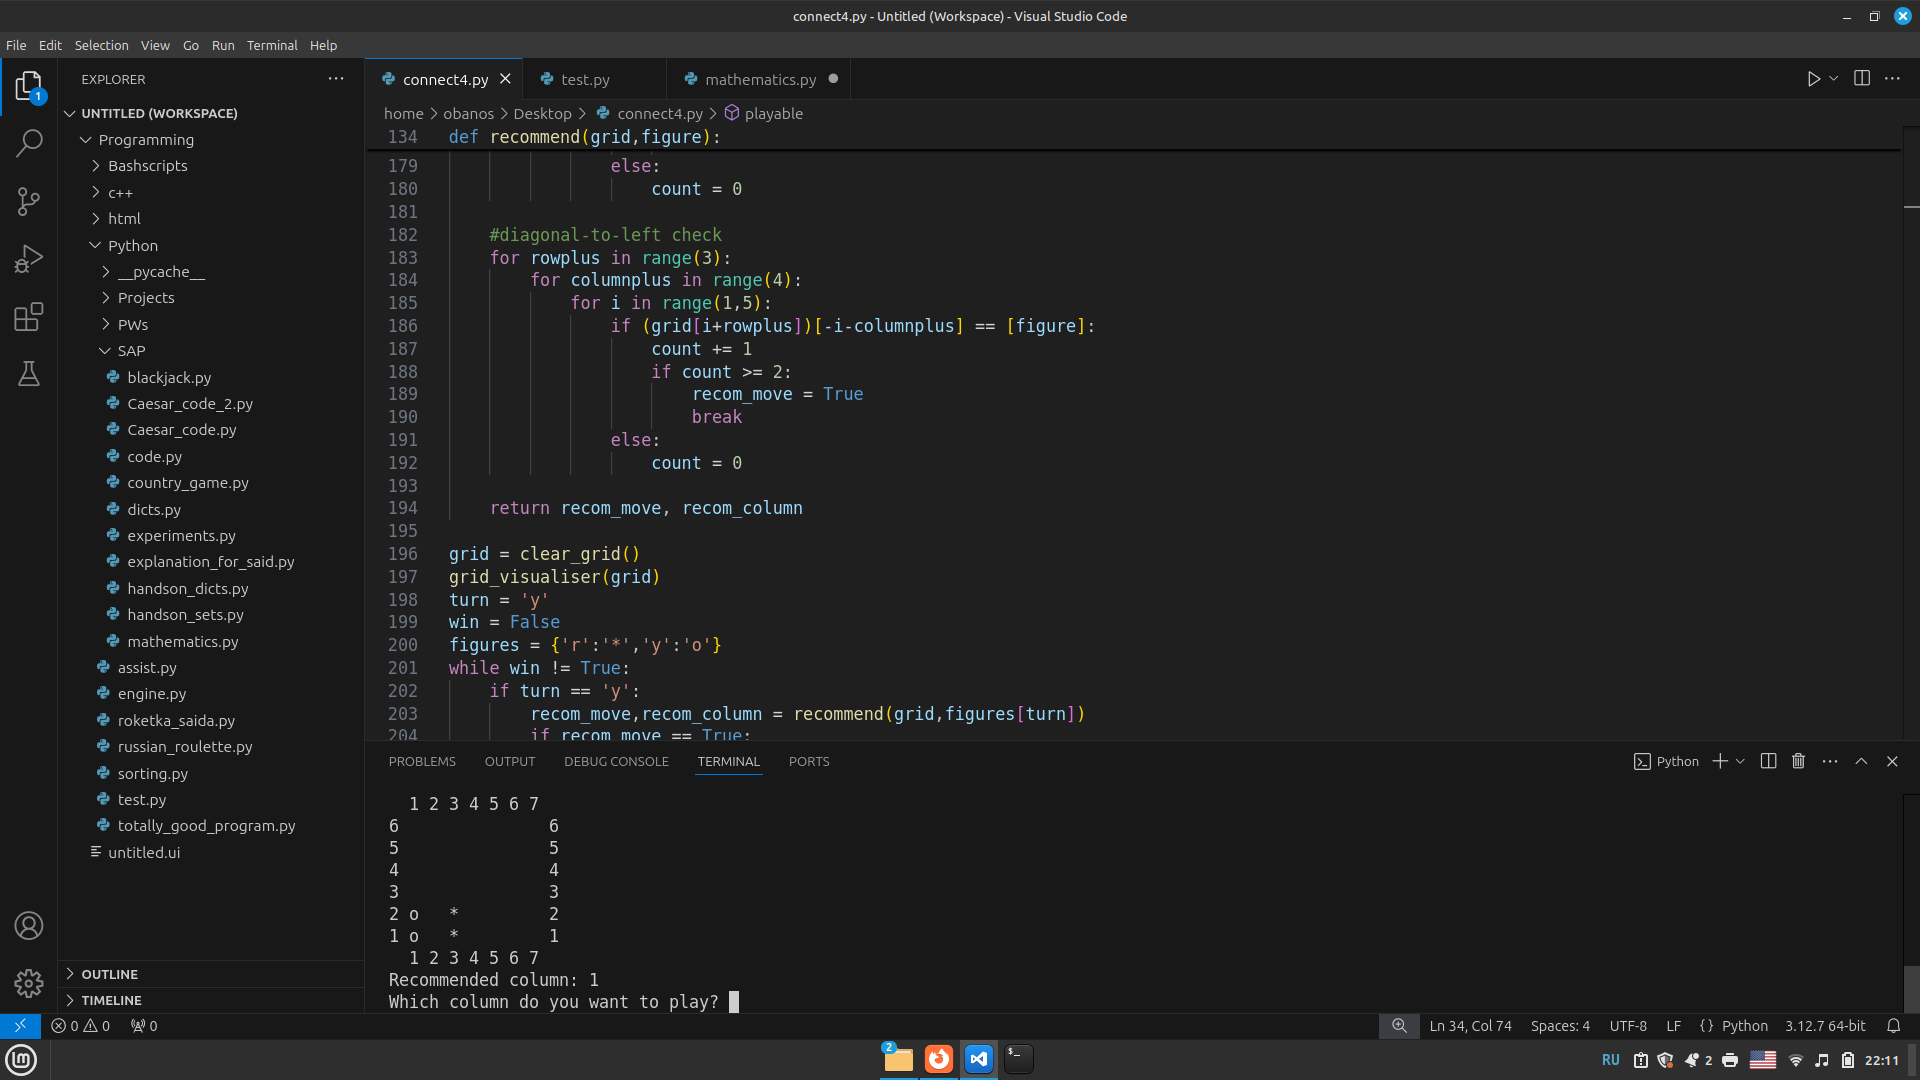 connect4.py - Untitled (Workspace) - Visual Studio Code
File Edit Selection View Go Run Terminal Help
1
EXPLORER
UNTITLED (WORKSPACE)
Programming
Bashscripts
c++
html
Python
__pycache__
Projects
PWs
SAP
blackjack.py
Caesar_code_2.py
Caesar_code.py
code.py
country_game.py
dicts.py
experiments.py
explanation_for_said.py
handson_dicts.py
handson_sets.py
mathematics.py
assist.py
engine.py
roketka_saida.py
russian_roulette.py
sorting.py
test.py
totally_good_program.py
untitled.ui
OUTLINE
TIMELINE
connect4.py test.py mathematics.py
home > obanos > Desktop > connect4.py > playable
134 def recommend(grid,figure):
179 else:
180 count = 0
181
182 #diagonal-to-left check
183 for rowplus in range(3):
184 for columnplus in range(4):
185 for i in range(1,5):
186 if (grid[i+rowplus])[-i-columnplus] == [figure]:
187 count += 1
188 if count >= 2:
189 recom_move = True
190 break
191 else:
192 count = 0
193
194 return recom_move, recom_column
195
196 grid = clear_grid()
197 grid_visualiser(grid)
198 turn = 'y'
199 win = False
200 figures = {'r':'*','y':'o'}
201 while win != True:
202 if turn == 'y':
203 recom_move,recom_column = recommend(grid,figures[turn])
204 if recom_move == True:
PROBLEMS OUTPUT DEBUG CONSOLE TERMINAL PORTS
Python
1 2 3 4 5 6 7
6 6
5 5
4 4
3 3
2 o * 2
1 o * 1
1 2 3 4 5 6 7
Recommended column: 1
Which column do you want to play?
0 0 0 Ln 34, Col 74 Spaces: 4 UTF-8 LF {} Python 3.12.7 64-bit
2 $_ RU 2 22:11